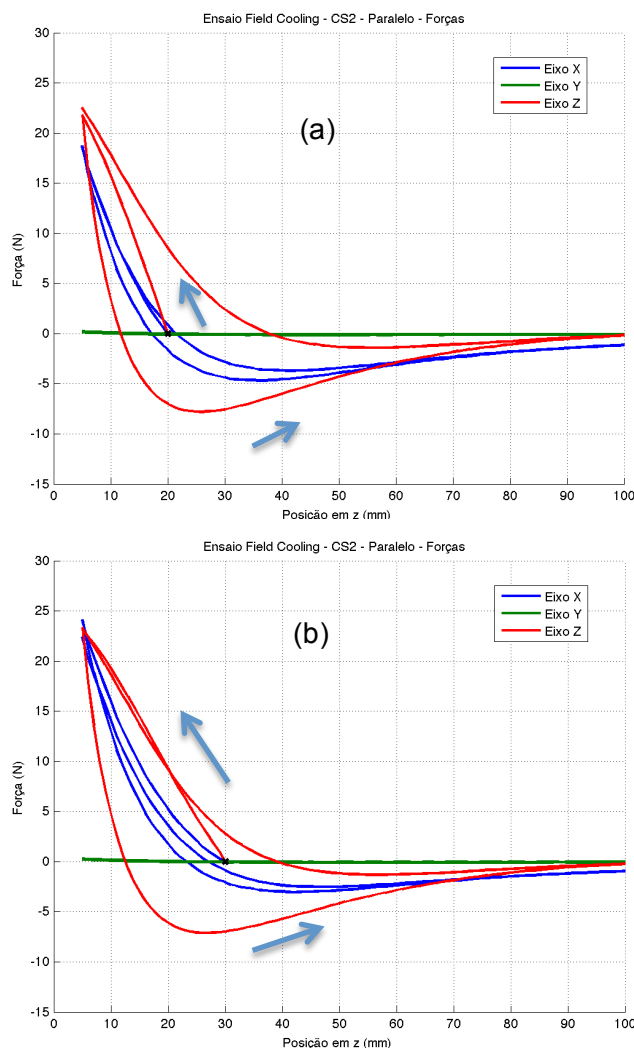 Ensaio Field Cooling - CS2 - Paralelo - Forças
30
25
20
15
10
5
0
-5
-10
-15
Força (N)
Eixo X
Eixo Y
Eixo Z
(a)
0 10 20 30 40 50 60 70 80 90 100
Posição em z (mm)
Ensaio Field Cooling - CS2 - Paralelo - Forças
30
25
20
15
10
5
0
-5
-10
-15
Força (N)
Eixo X
Eixo Y
Eixo Z
(b)
0 10 20 30 40 50 60 70 80 90 100
Posição em z (mm)